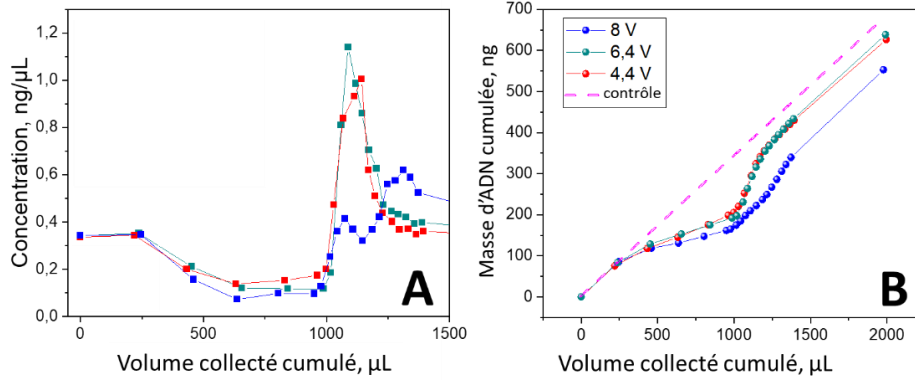 1,2
1,0
0,8
0,6
0,4
0,2
0,0
0
500
1000
1500
Concentration, ng/µL
Volume collecté cumulé, µL
A
700
600
500
400
300
200
100
0
0
500
1000
1500
2000
Masse d'ADN cumulée, ng
Volume collecté cumulé, µL
8 V
6,4 V
4,4 V
contrôle
B